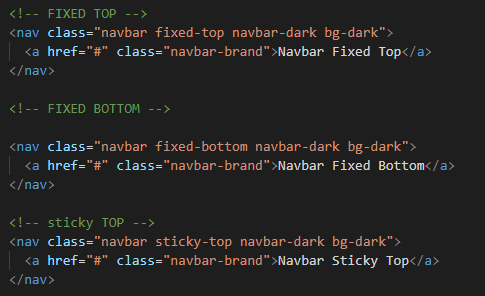 <!-- FIXED TOP -->
<nav class="navbar fixed-top navbar-dark bg-dark">
  <a href="#" class="navbar-brand">Navbar Fixed Top</a>
</nav>

<!-- FIXED BOTTOM -->

<nav class="navbar fixed-bottom navbar-dark bg-dark">
  <a href="#" class="navbar-brand">Navbar Fixed Bottom</a>
</nav>

<!-- sticky TOP -->
<nav class="navbar sticky-top navbar-dark bg-dark">
  <a href="#" class="navbar-brand">Navbar Sticky Top</a>
</nav>